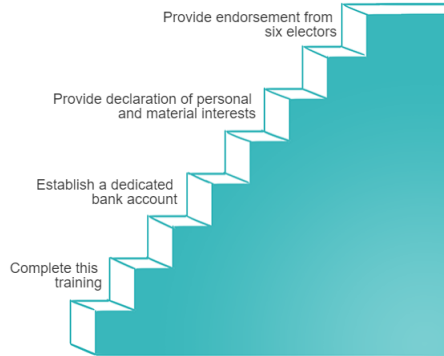 Provide endorsement from
six electors
Provide declaration of personal
and material interests
Establish a dedicated
bank account
Complete this
training